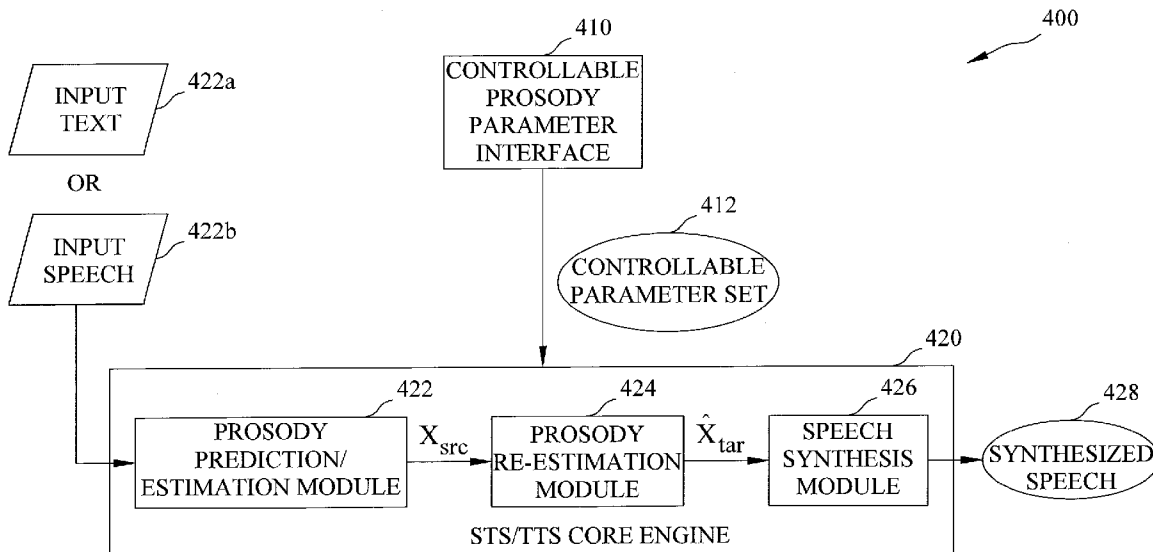 400
410
CONTROLLABLE
PROSODY
PARAMETER
INTERFACE
INPUT
TEXT
422a
OR
INPUT
SPEECH
422b
412
CONTROLLABLE
PARAMETER SET
420
422
PROSODY
PREDICTION/
ESTIMATION MODULE
X_src
424
PROSODY
RE-ESTIMATION
MODULE
X̂_tar
426
SPEECH
SYNTHESIS
MODULE
428
SYNTHESIZED
SPEECH
STS/TTS CORE ENGINE